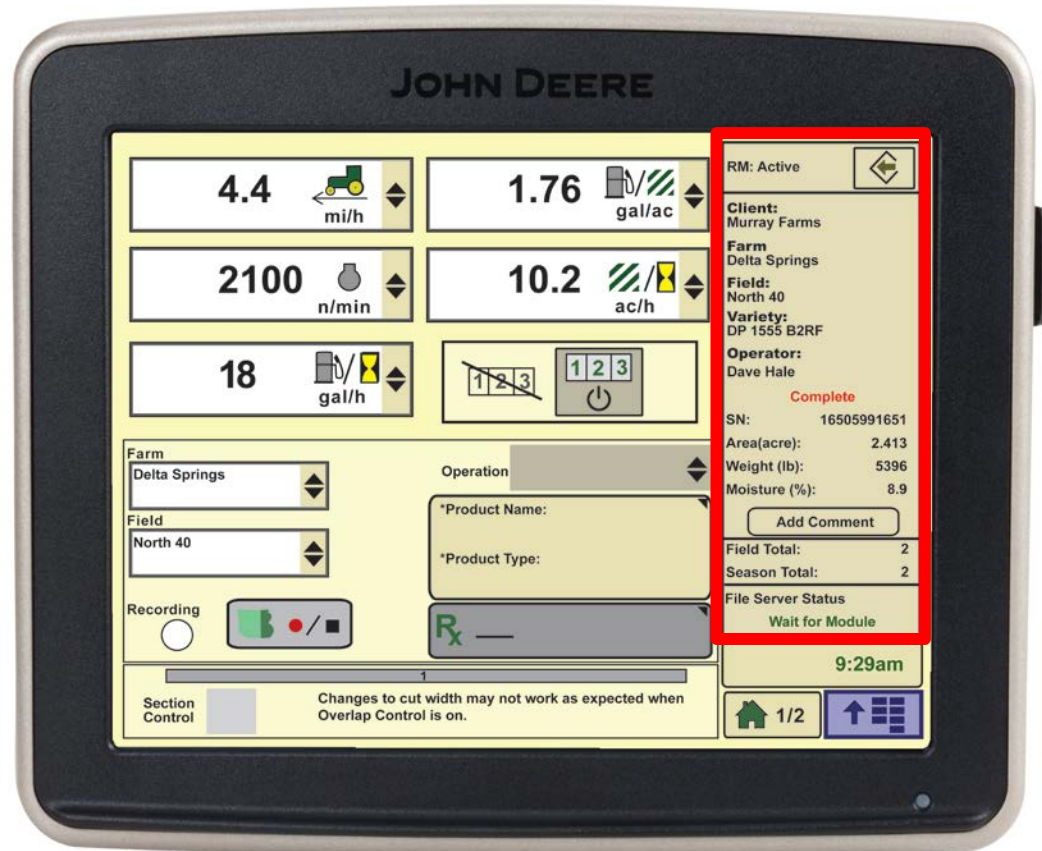 JOHN DEERE
4.4
mi/h
1.76
gal/ac
2100
n/min
10.2
ac/h
18
gal/h
1 2 3
1 2 3
Farm
Delta Springs
Field
North 40
Recording
Operation
*Product Name:
*Product Type:
Rx
1
Section
Control
Changes to cut width may not work as expected when
Overlap Control is on.
RM: Active
Client:
Murray Farms
Farm
Delta Springs
Field:
North 40
Variety:
DP 1555 B2RF
Operator:
Dave Hale
Complete
SN: 16505991651
Area(acre): 2.413
Weight (lb): 5396
Moisture (%): 8.9
Add Comment
Field Total: 2
Season Total: 2
File Server Status
Wait for Module
9:29am
1/2